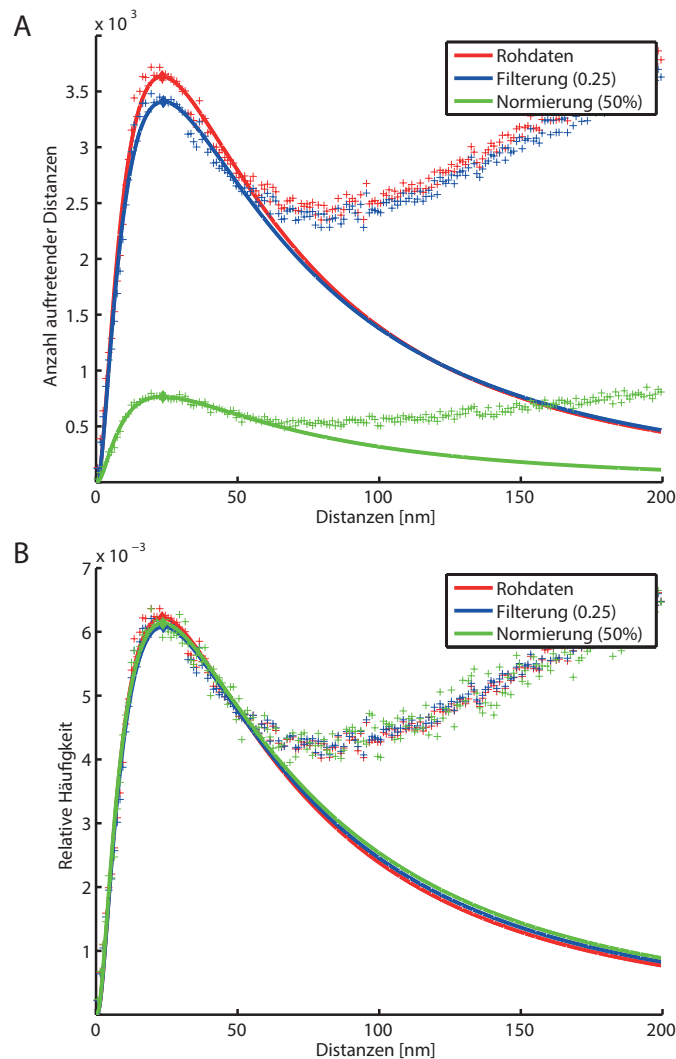 A
x 10 3
Rohdaten
Filterung (0.25)
Normierung (50%)
3.5
3
2.5
2
1.5
1
0.5
Anzahl auftretender Distanzen
0 50 100 150 200
Distanzen [nm]
B
x 10 −3
Rohdaten
Filterung (0.25)
Normierung (50%)
7
6
5
4
3
2
1
Relative Häufigkeit
0 50 100 150 200
Distanzen [nm]